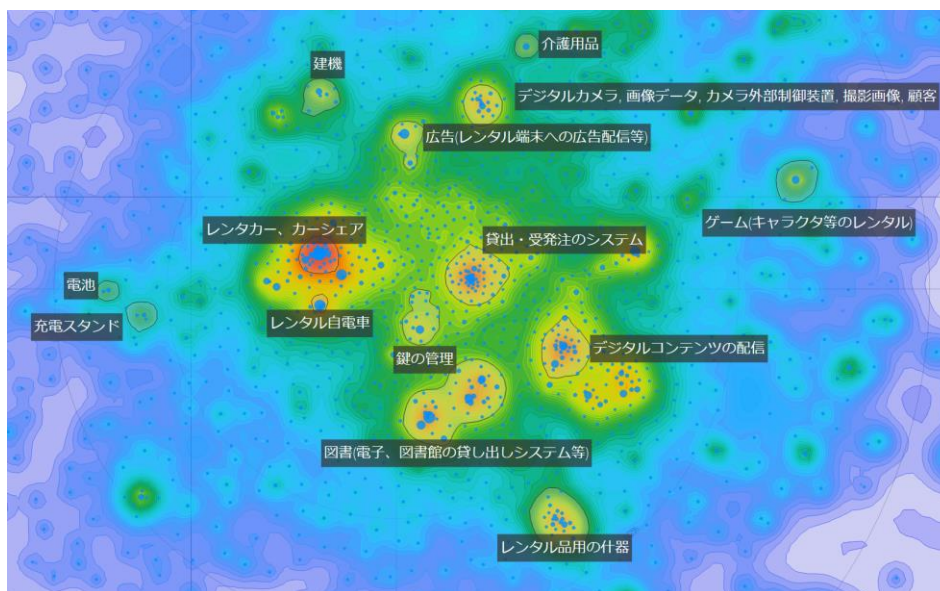 介護用品
建機
デジタルカメラ, 画像データ, カメラ外部制御装置, 撮影画像, 顧客
広告(レンタル端末への広告配信等)
ゲーム(キャラクタ等のレンタル)
レンタカー、カーシェア
貸出・受発注のシステム
電池
充電スタンド
レンタル自電車
デジタルコンテンツの配信
鍵の管理
図書(電子、図書館の貸し出しシステム等)
レンタル品用の什器